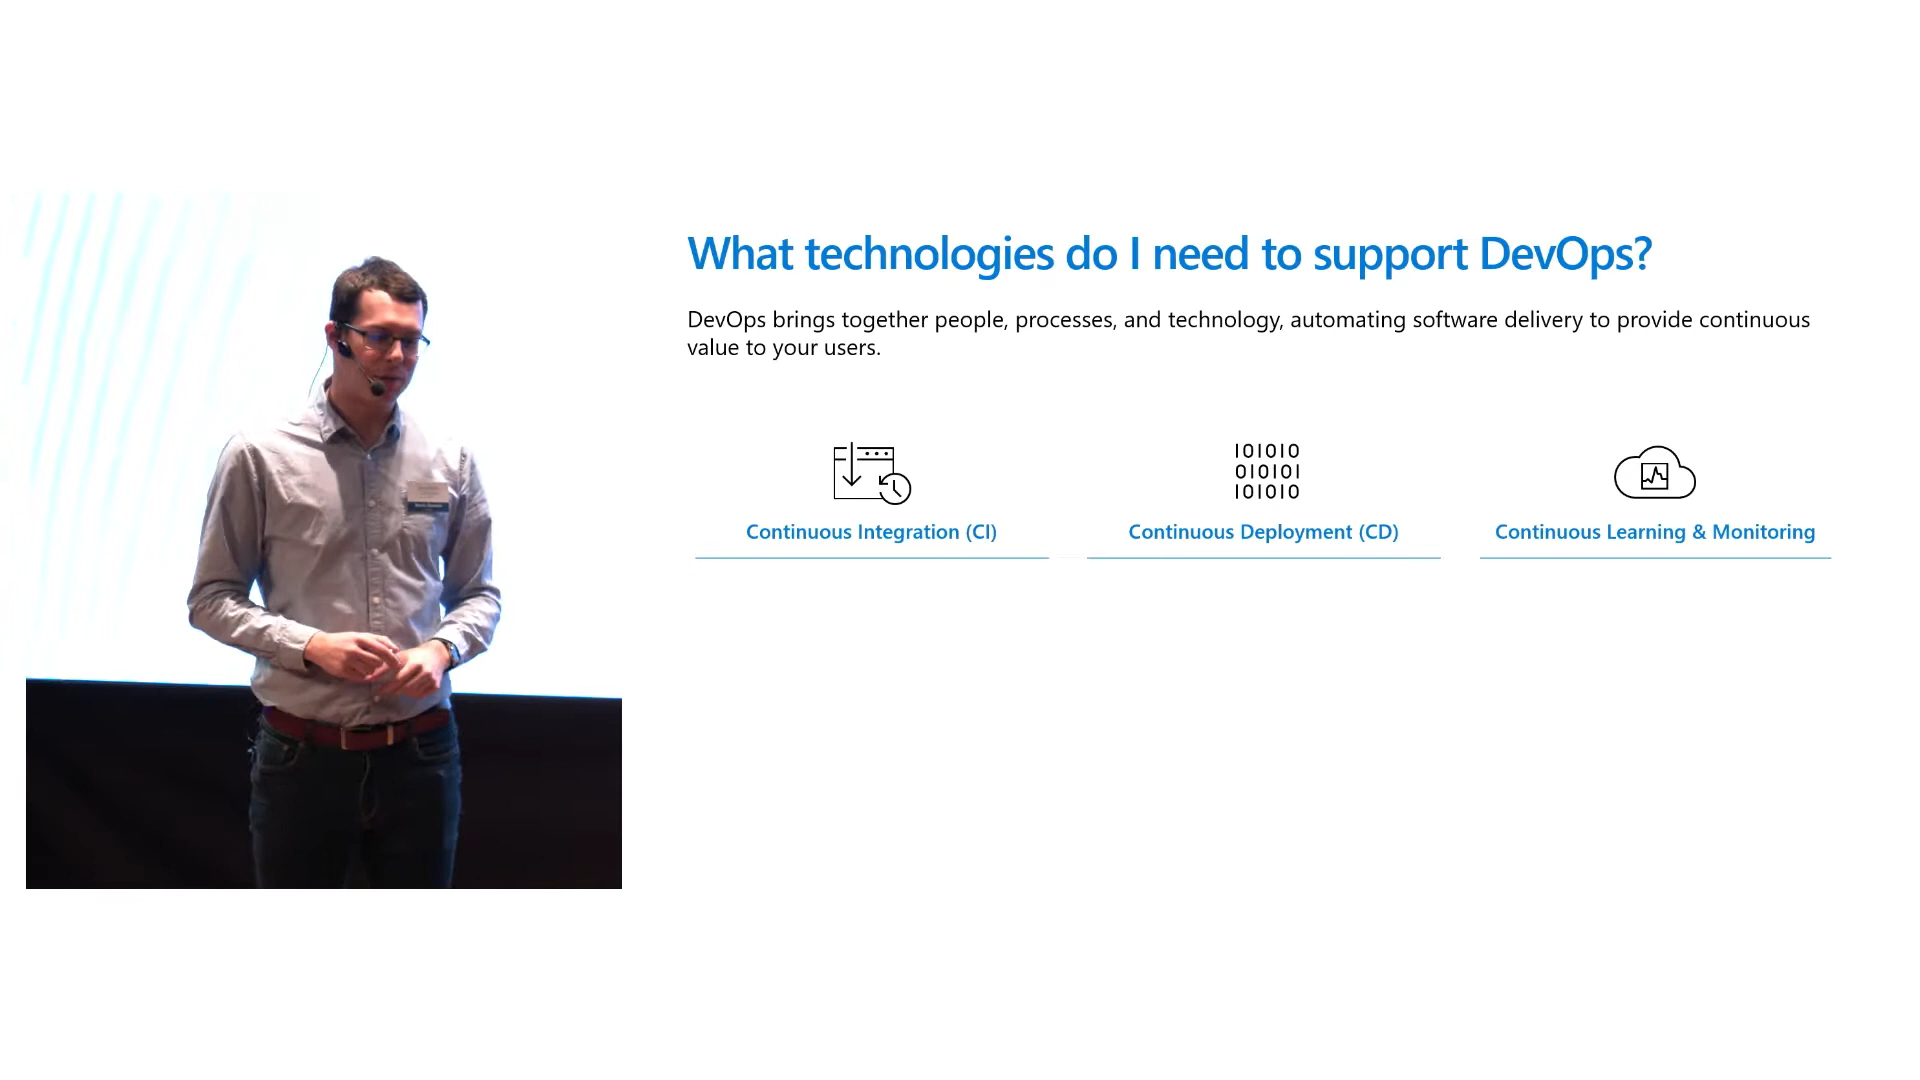 What technologies do I need to support DevOps?
DevOps brings together people, processes, and technology, automating software delivery to provide continuous
value to your users.
101010
010101
101010
Continuous Integration (CI)
Continuous Deployment (CD)
Continuous Learning & Monitoring